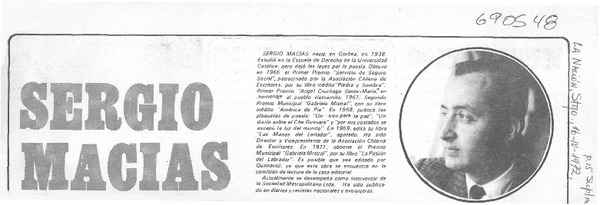 690548
SERGIO
MACIAS
SERGIO MACIAS nació en Gorbea, en 1938.
Estudió en la Escuela de Derecho de la Universidad
Católica, pero dejó las leyes por la poesía. Obtuvo
en 1966 el Primer Premio "Servicio de Seguro
Social", patrocinado por la Asociación Chilena de
Escritores, por su libro inédito "Piedra y Sombra",
Primer Premio "Angel Cruchaga Santa María", en
homenaje al pueblo vietnamita. 1967, Segundo
Premio Municipal "Gabriela Mistral", con su libro
inédito "América de Pie". En 1968, publicó las
plaquettes de poesía: "Un tren para la paz", "Un
diario sobre el Che Guevara" y "por sus costados se
escapó la luz del mundo". En 1969, edita su libro
"Las Manos del Leñador", agotado. Ha sido
Director y Vicepresidente de la Asociación Chilena
de Escritores. En 1971, obtiene el Premio
Municipal "Gabriela Mistral", por su libro "La Pasión
del Labrador". Es posible que sea editado por
Quimantú, ya que esta obra se encuentra en la
comisión de lectura de la casa editorial.
Actualmente se desempeña como interventor de
la Sociedad Metropolitana Ltda. Ha sido publicado
en diarios y revistas nacionales y extranjeras.
La Nación, Stgo, 1972,